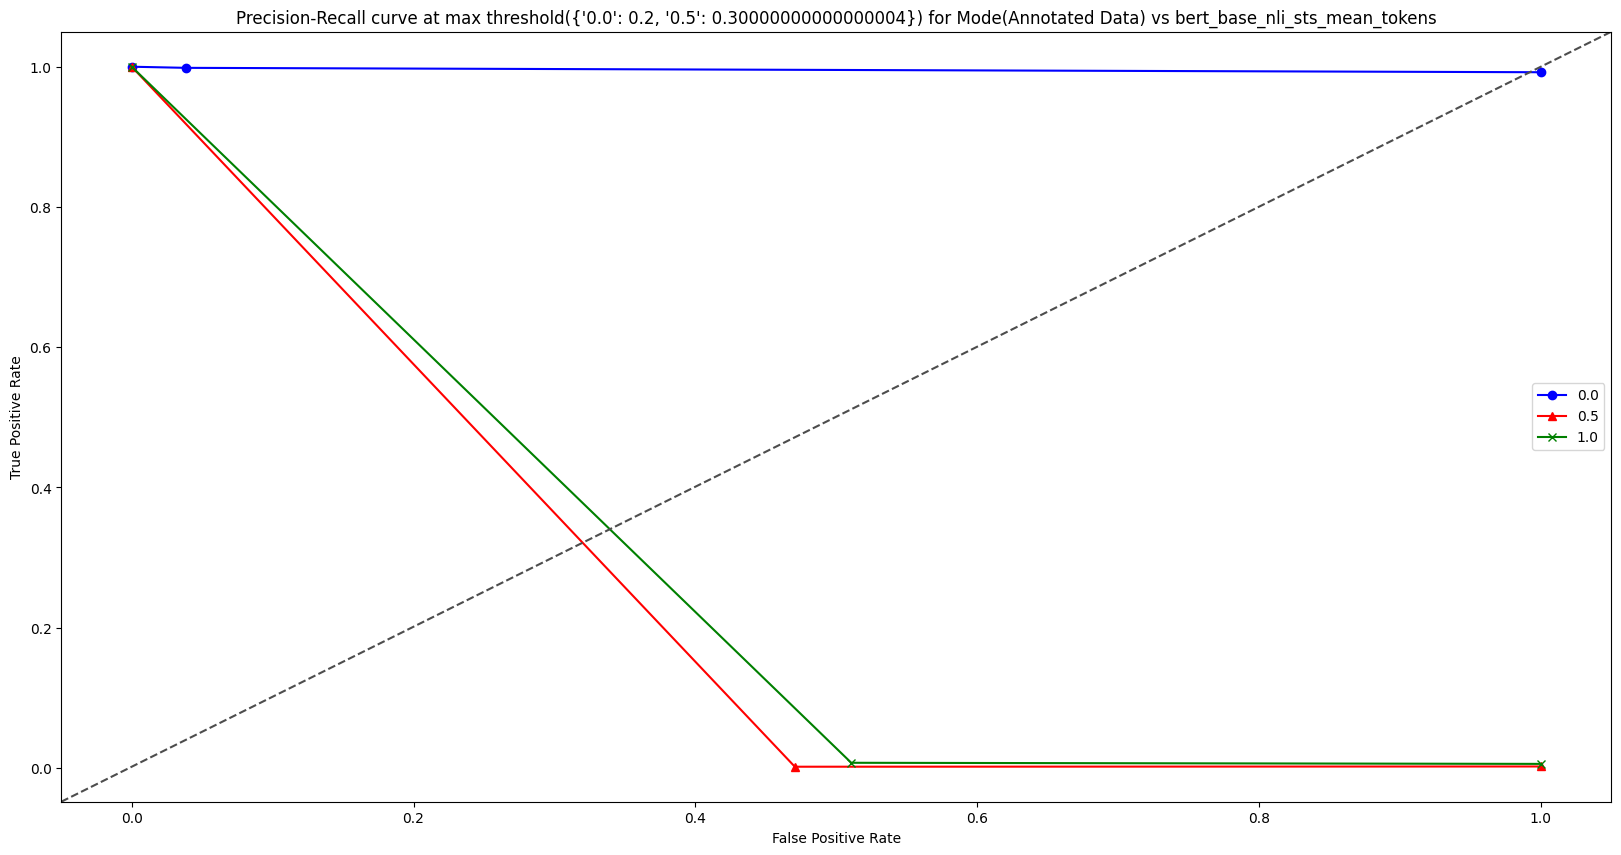 Precision-Recall curve at max threshold({'0.0': 0.2, '0.5': 0.30000000000000004}) for Mode(Annotated Data) vs bert_base_nli_sts_mean_tokens
1.0
0.8
0.6
0.4
0.2
0.0
True Positive Rate
0.0
0.5
1.0
0.0 0.2 0.4 0.6 0.8 1.0
False Positive Rate